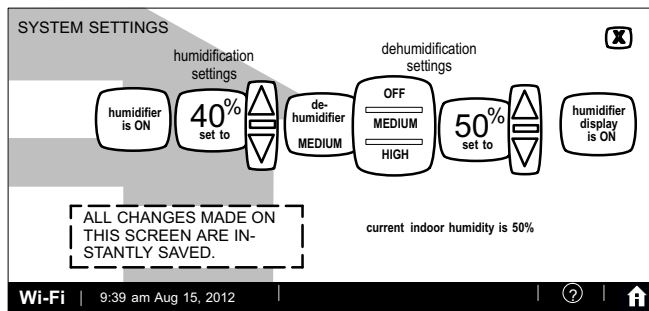 SYSTEM SETTINGS
X
humidification
settings
dehumidification
settings
humidifier
is ON
40%
set to
de-
humidifier
MEDIUM
OFF
MEDIUM
HIGH
50%
set to
humidifier
display
is ON
ALL CHANGES MADE ON
THIS SCREEN ARE IN-
STANTLY SAVED.
current indoor humidity is 50%
Wi-Fi | 9:39 am Aug 15, 2012 | | ? |